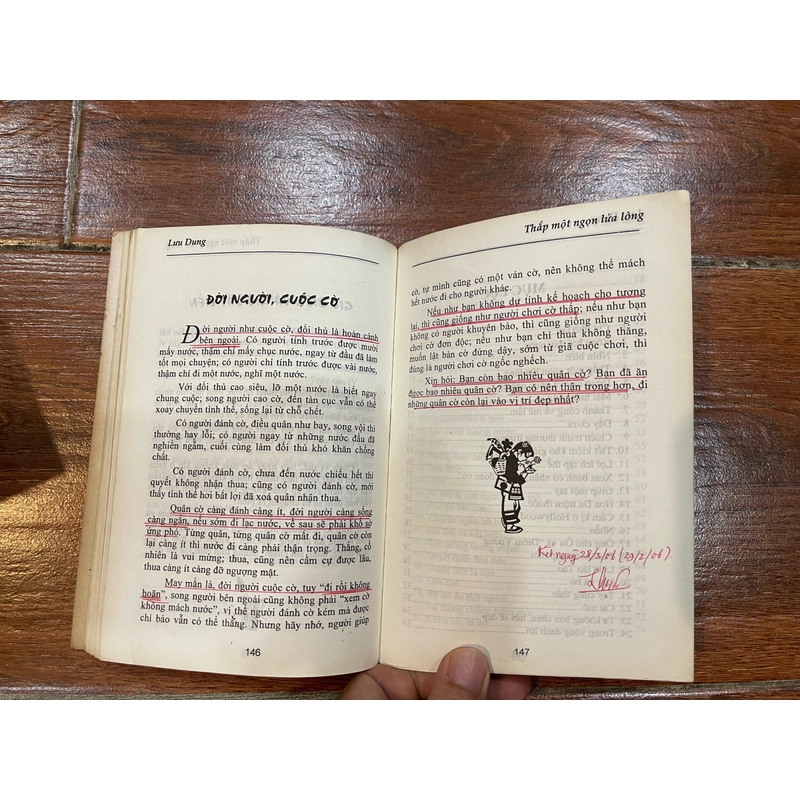 Lưu Dung
ĐỜI NGƯỜI, CUỘC CỜ
Đời người như cuộc cờ, đối thủ là hoàn cảnh
bên ngoài. Có người tính trước được mươi
mấy nước, thậm chí mấy chục nước, ngay từ đầu đã làm
tốt mọi chuyện; có người chỉ tính trước được vài nước,
thậm chí đi một nước, nghĩ một nước.
Với đối thủ cao siêu, lỡ một nước là biết ngay
chung cuộc; song người cao cờ, đến tàn cục vẫn có thể
xoay chuyển tình thế, sống lại từ chỗ chết.
Có người đánh cờ, điều quân như bay, song vội thì
thường hay lỗi; có người ngay từ những nước đầu đã
nghiền ngẫm, cuối cùng làm đối thủ khó khăn chồng
chất.
Có người đánh cờ, chưa đến nước chiếu hết thì
quyết không nhận thua; cũng có người đánh cờ, mới
thấy tình thế hơi bất lợi đã xoá quân nhận thua.
Quân cờ càng đánh càng ít, đời người càng sống
càng ngắn, nếu sớm đi lạc nước, về sau sẽ phải khổ sở
ứng phó. Từng quân, từng quân cờ mất đi, quân cờ còn
lại càng ít thì nước đi càng phải thận trọng. Thắng, cố
nhiên là vui mừng; thua, cũng nên cầm cự được lâu,
thua càng ít càng đỡ ngượng mặt.
May mắn là, đời người cuộc cờ, tuy "đi rồi không
hoãn", song người bên ngoài cũng không phải "xem cờ
không mách nước", vì thế người đánh cờ kém mà được
chỉ bảo vẫn có thể thắng. Nhưng hãy nhớ, người giúp
146
Thắp một ngọn lửa lòng
cờ, tự mình cũng có một ván cờ, nên không thể mách
hết nước đi cho người khác.
Nếu như bạn không dự tính kế hoạch cho tương
lai, thì cũng giống như người chơi cờ thấp; nếu như bạn
không có người khuyên bảo, thì cũng giống như người
chơi cờ đơn độc; nếu như bạn chỉ thua không thắng,
muốn lật bàn cờ đứng dậy, sớm từ giã cuộc chơi, thì
đúng là người chơi cờ ngốc nghếch.
Xin hỏi: Bạn còn bao nhiêu quân cờ? Bạn đã ăn
được bao nhiêu quân cờ? Bạn có nên thận trọng hơn, đi
những quân cờ còn lại vào vị trí đẹp nhất?
Kết ngày 28/3/06 (29/2/06)
147